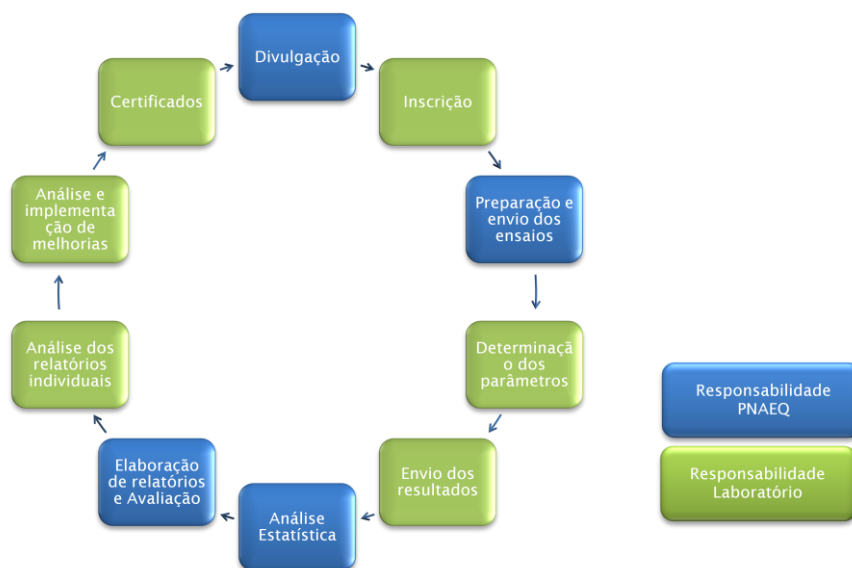 Divulgação
Inscrição
Preparação e
envio dos
ensaios
Determinaçã
o dos
parâmetros
Envio dos
resultados
Análise
Estatística
Elaboração
de relatórios
e Avaliação
Análise dos
relatórios
individuais
Análise e
implementa
ção de
melhorias
Certificados
Responsabilidade
PNAEQ
Responsabilidade
Laboratório